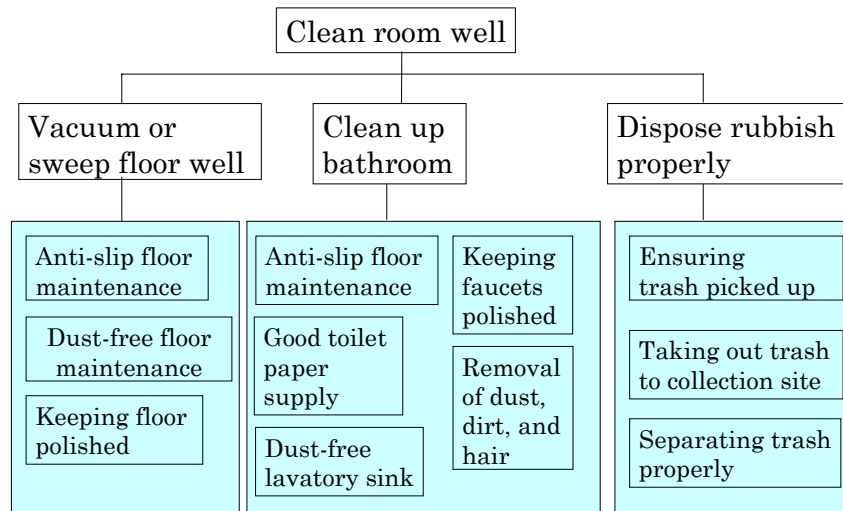 Clean room well
Vacuum or
sweep floor well
Clean up
bathroom
Dispose rubbish
properly
Anti-slip floor
maintenance
Dust-free floor
maintenance
Keeping floor
polished
Anti-slip floor
maintenance
Good toilet
paper
supply
Dust-free
lavatory sink
Keeping
faucets
polished
Removal
of dust,
dirt, and
hair
Ensuring
trash picked up
Taking out trash
to collection site
Separating trash
properly